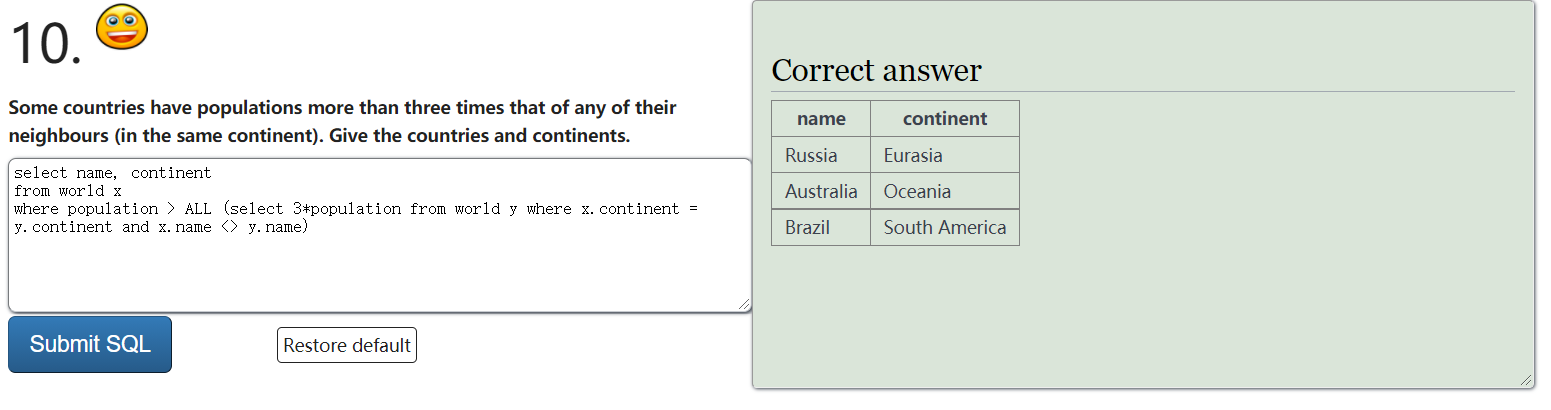 10.
Some countries have populations more than three times that of any of their
neighbours (in the same continent). Give the countries and continents.
select name, continent
from world x
where population > ALL (select 3*population from world y where x.continent =
y.continent and x.name <> y.name)
Submit SQL
Restore default
Correct answer
name continent
Russia Eurasia
Australia Oceania
Brazil South America